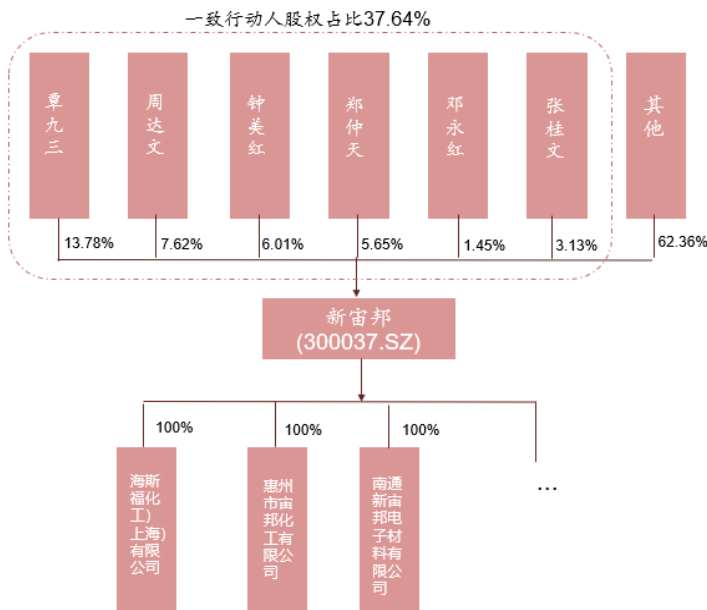 一致行动人股权占比37.64%
覃九三
周达文
钟美红
郑仲天
邓永红
张桂文
其他
13.78%
7.62%
6.01%
5.65%
1.45%
3.13%
62.36%
新宙邦
(300037.SZ)
100%
100%
100%
海斯
福化
工)
上海)
有限
公司
惠州
市宙
邦化
工有
限公
司
南通
新宙
邦电
子材
料有
限公
司
...